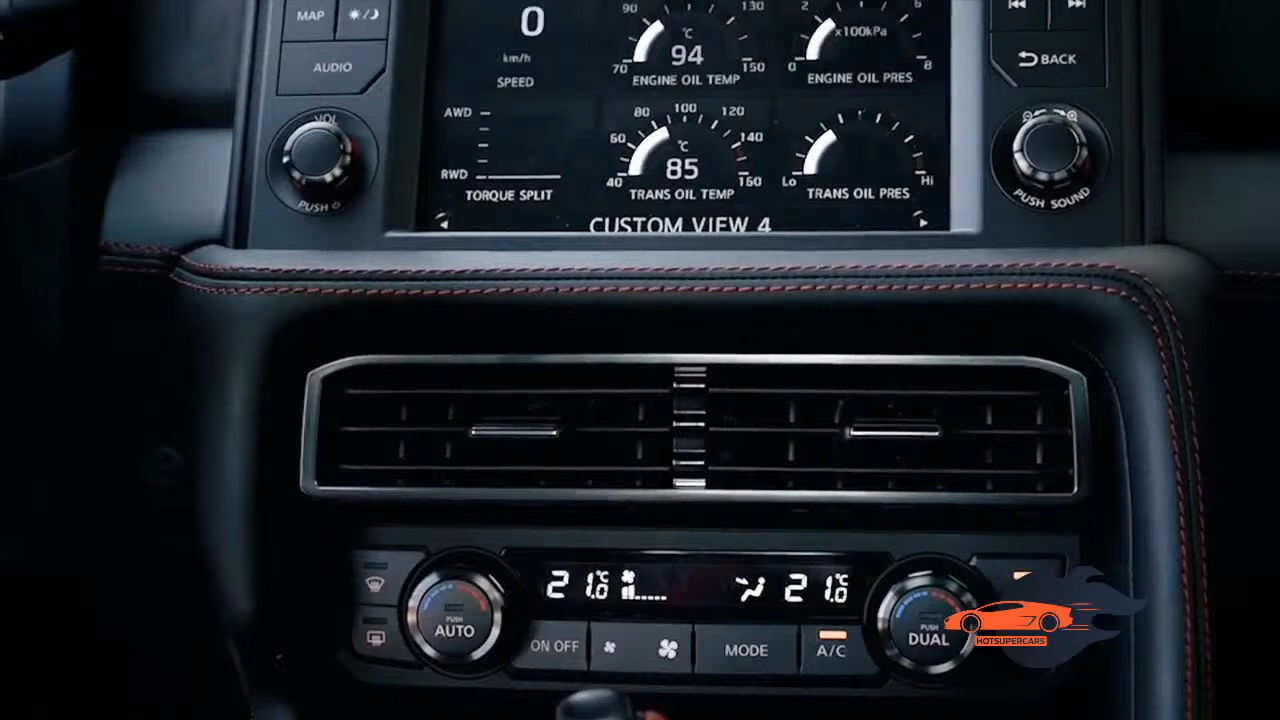 MAP
AUDIO
VOL
PUSH
0
km/h
SPEED
90 130
70 150
°C
94
ENGINE OIL TEMP
2 6
0 8
x100kPa
ENGINE OIL PRES
AWD
RWD
TORQUE SPLIT
80 100 120
60 140
40 160
°C
85
TRANS OIL TEMP
Lo Hi
TRANS OIL PRES
CUSTOM VIEW 4
BACK
PUSH SOUND
21.0°C
21.0°C
PUSH
AUTO
ON OFF
MODE
A/C
PUSH
DUAL
HOTSUPERCARS